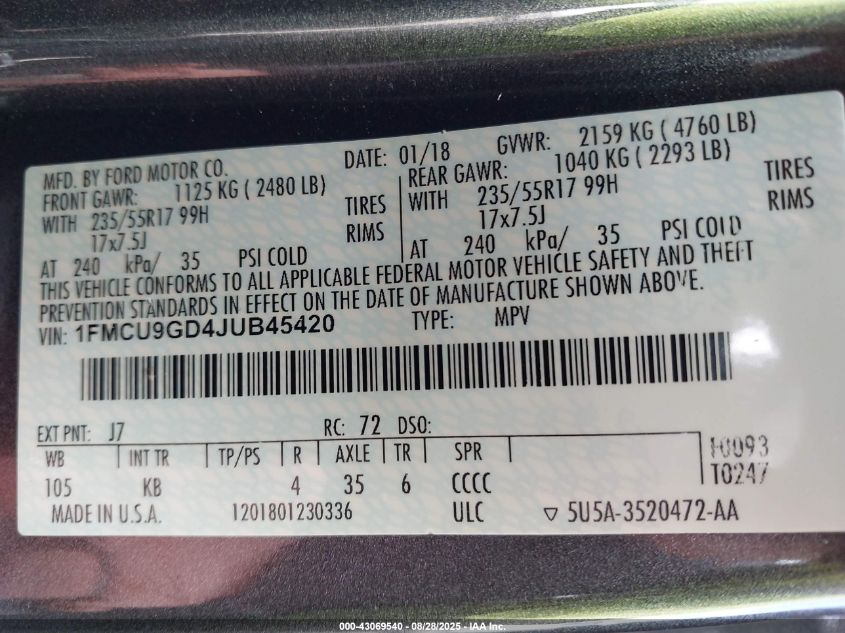 MFD. BY FORD MOTOR CO.
DATE: 01/18 GVWR: 2159 KG ( 4760 LB)
FRONT GAWR: 1125 KG ( 2480 LB)
WITH 235/55R17 99H TIRES
17x7.5J RIMS
AT 240 kPa/ 35 PSI COLD
REAR GAWR: 1040 KG ( 2293 LB)
WITH 235/55R17 99H TIRES
17x7.5J RIMS
AT 240 kPa/ 35 PSI COLD
THIS VEHICLE CONFORMS TO ALL APPLICABLE FEDERAL MOTOR VEHICLE SAFETY AND THEFT
PREVENTION STANDARDS IN EFFECT ON THE DATE OF MANUFACTURE SHOWN ABOVE.
VIN: 1FMCU9GD4JUB45420 TYPE: MPV
EXT PNT: J7 RC: 72 DSO:
WB INT TR TP/PS R AXLE TR SPR
105 KB 4 35 6 CCCC
10093
T0247
MADE IN U.S.A. 1201801230336 ULC ▽ 5U5A-3520472-AA
000-43069540 - 08/28/2025 - IAA Inc.